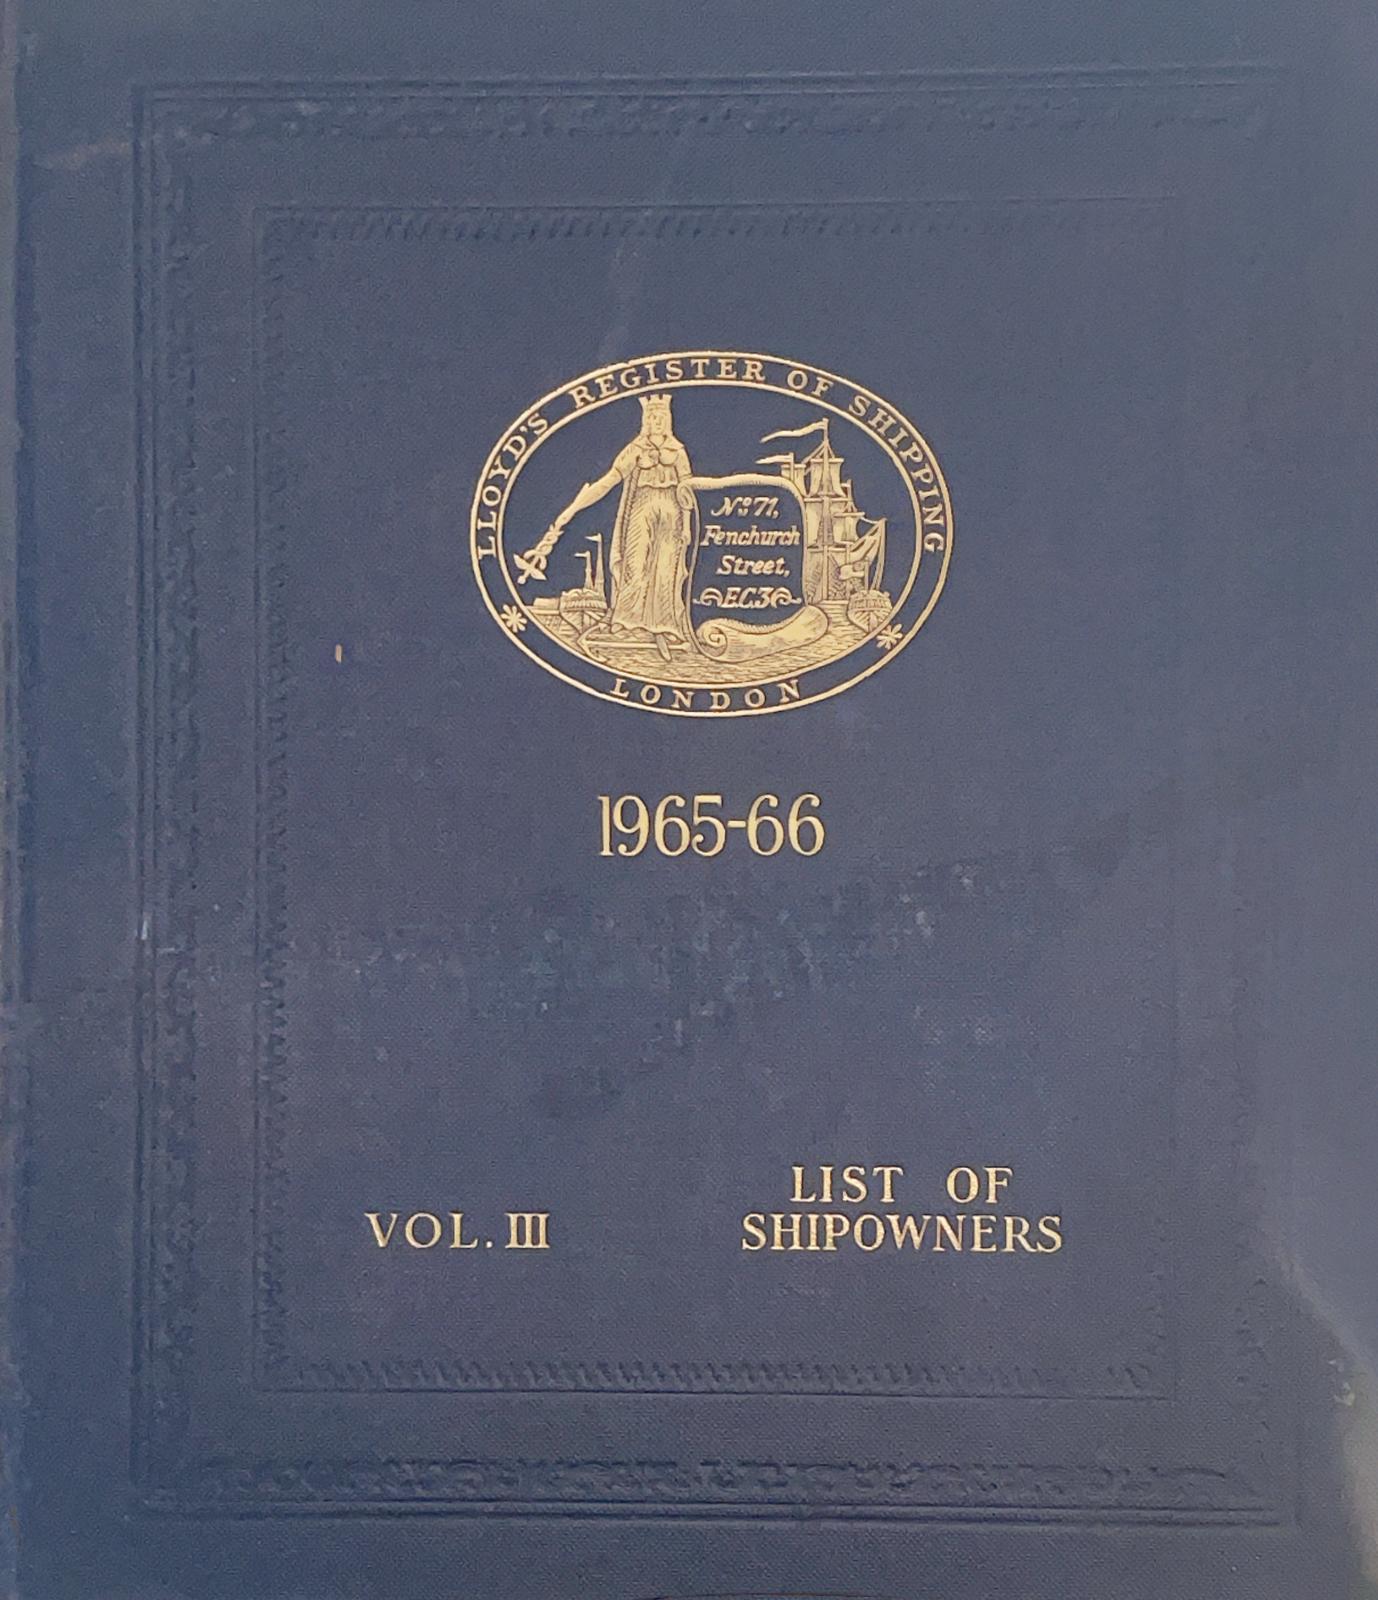 LLOYD'S REGISTER OF SHIPPING
Nº 71,
Fenchurch
Street,
E.C.3
LONDON
1965-66
VOL. III
LIST OF
SHIPOWNERS